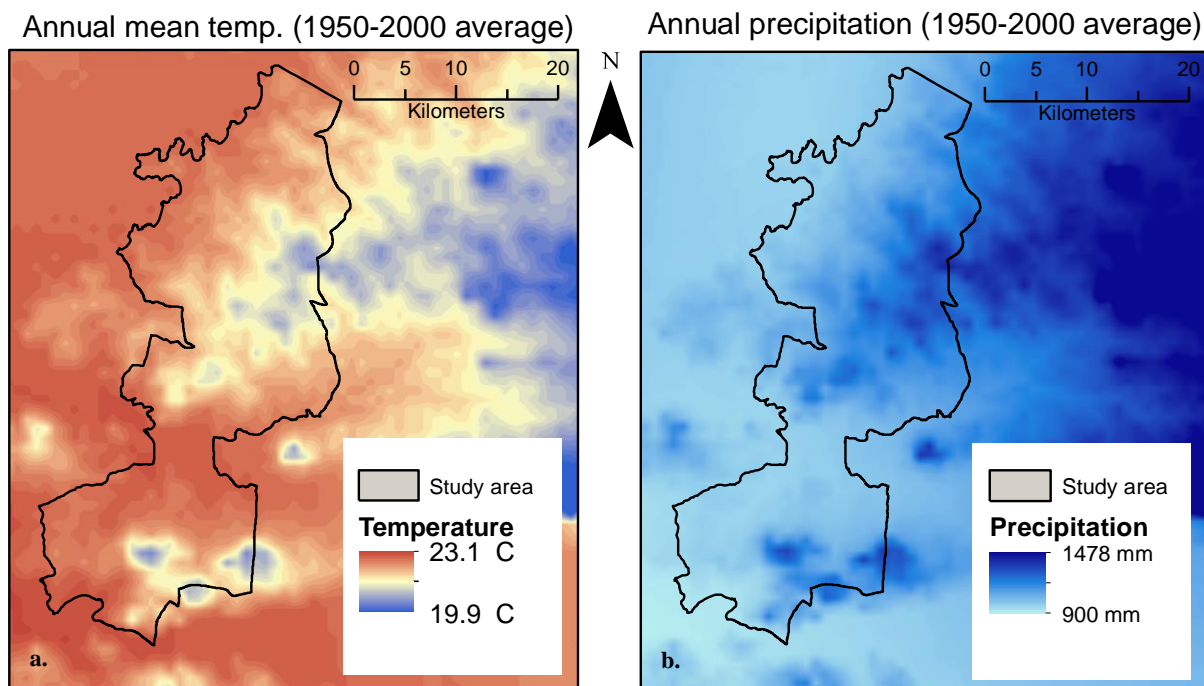 Annual mean temp. (1950-2000 average)
0 5 10 20
Kilometers
Study area
Temperature
23.1 C
19.9 C
a.
N
Annual precipitation (1950-2000 average)
0 5 10 20
Kilometers
Study area
Precipitation
1478 mm
900 mm
b.